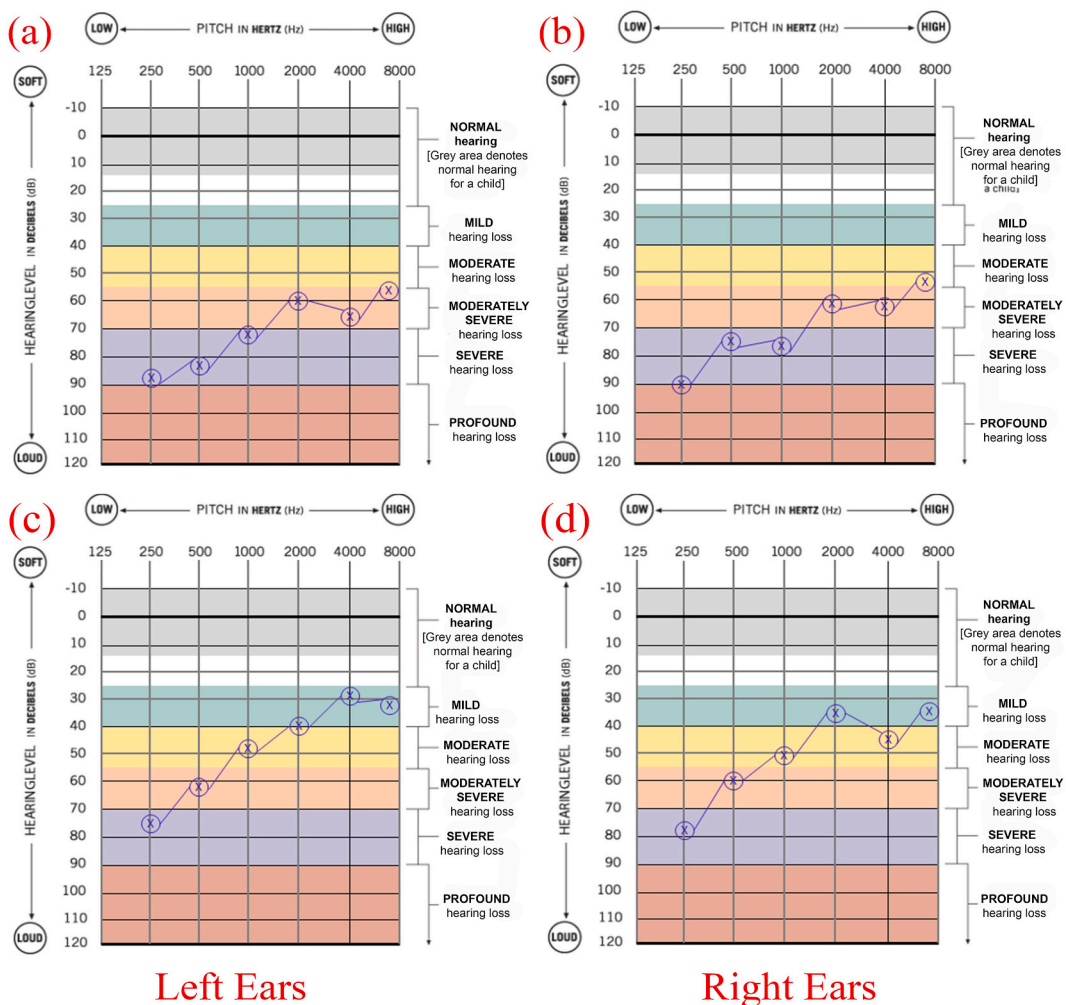 (a)
LOW PITCH IN HERTZ (Hz) HIGH
125 250 500 1000 2000 4000 8000
SOFT
HEARINGLEVEL IN DECIBELS (dB)
LOUD
-10
0
10
20
30
40
50
60
70
80
90
100
110
120
NORMAL
hearing
[Grey area denotes
normal hearing
for a child]
MILD
hearing loss
MODERATE
hearing loss
MODERATELY
SEVERE
hearing loss
SEVERE
hearing loss
PROFOUND
hearing loss
X X X X X X
(b)
LOW PITCH IN HERTZ (Hz) HIGH
125 250 500 1000 2000 4000 8000
SOFT
HEARINGLEVEL IN DECIBELS (dB)
LOUD
-10
0
10
20
30
40
50
60
70
80
90
100
110
120
NORMAL
hearing
[Grey area denotes
normal hearing
for a child]
MILD
hearing loss
MODERATE
hearing loss
MODERATELY
SEVERE
hearing loss
SEVERE
hearing loss
PROFOUND
hearing loss
X X X X X X
(c)
LOW PITCH IN HERTZ (Hz) HIGH
125 250 500 1000 2000 4000 8000
SOFT
HEARINGLEVEL IN DECIBELS (dB)
LOUD
-10
0
10
20
30
40
50
60
70
80
90
100
110
120
NORMAL
hearing
[Grey area denotes
normal hearing
for a child]
MILD
hearing loss
MODERATE
hearing loss
MODERATELY
SEVERE
hearing loss
SEVERE
hearing loss
PROFOUND
hearing loss
X X X X X X
(d)
LOW PITCH IN HERTZ (Hz) HIGH
125 250 500 1000 2000 4000 8000
SOFT
HEARINGLEVEL IN DECIBELS (dB)
LOUD
-10
0
10
20
30
40
50
60
70
80
90
100
110
120
NORMAL
hearing
[Grey area denotes
normal hearing
for a child]
MILD
hearing loss
MODERATE
hearing loss
MODERATELY
SEVERE
hearing loss
SEVERE
hearing loss
PROFOUND
hearing loss
X X X X X X
Left Ears
Right Ears